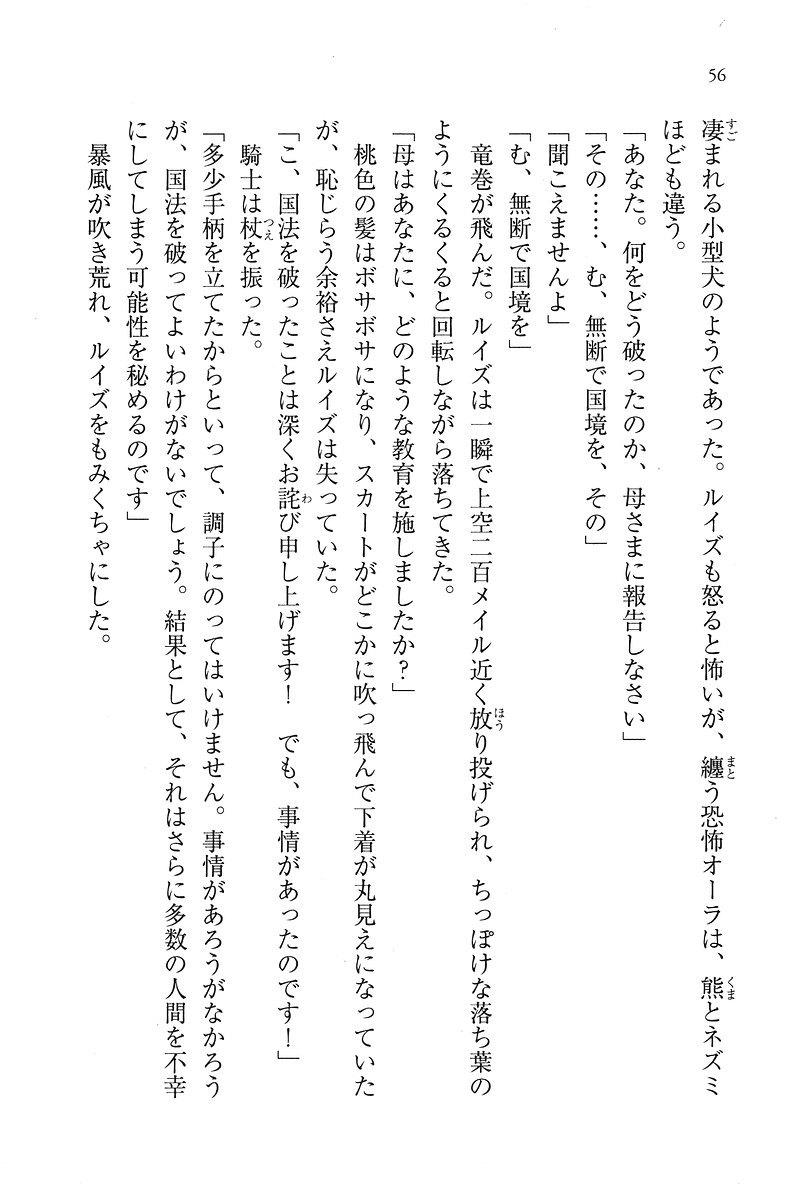 56
凄まれる小型犬のようであった。ルイズも怒ると怖いが、纏う恐怖オーラは、熊とネズミ
ほども違う。
「あなた。何をどう破ったのか、母さまに報告しなさい」
「その……、む、無断で国境を、その」
「聞こえませんよ」
「む、無断で国境を」
　竜巻が飛んだ。ルイズは一瞬で上空二百メイル近く放り投げられ、ちっぽけな落ち葉の
ようにくるくると回転しながら落ちてきた。
「母はあなたに、どのような教育を施しましたか?」
　桃色の髪はボサボサになり、スカートがどこかに吹っ飛んで下着が丸見えになっていた
が、恥じらう余裕さえルイズは失っていた。
「こ、国法を破ったことは深くお詫び申し上げます！　でも、事情があったのです！」
　騎士は杖を振った。
「多少手柄を立てたからといって、調子にのってはいけません。事情があろうがなかろう
が、国法を破ってよいわけがないでしょう。結果として、それはさらに多数の人間を不幸
にしてしまう可能性を秘めるのです」
　暴風が吹き荒れ、ルイズをもみくちゃにした。